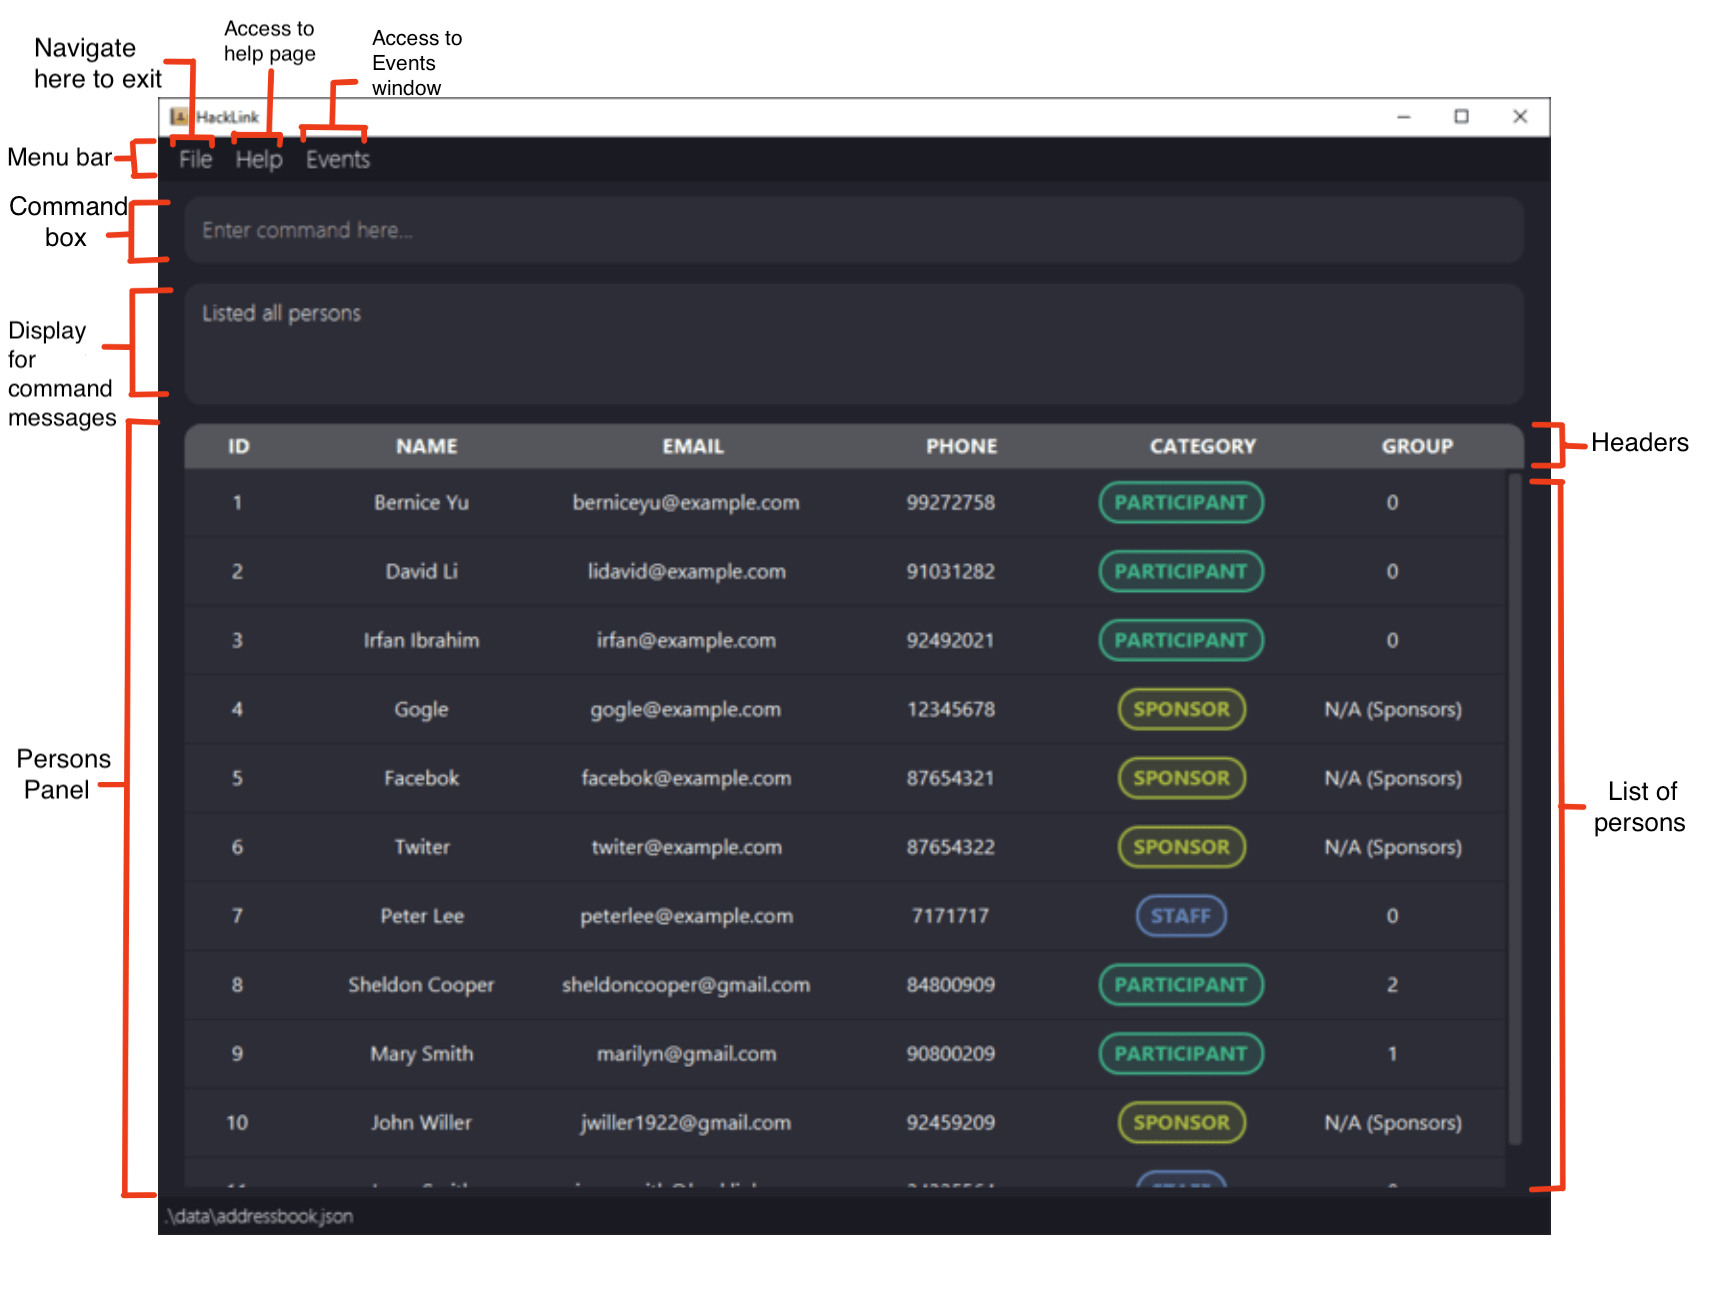 Navigate
here to exit
Access to
help page
Access to
Events
window
HackLink
Menu bar
File Help Events
Command
box
Enter command here...
Display
for
command
messages
Listed all persons
ID NAME EMAIL PHONE CATEGORY GROUP
Headers
1 Bernice Yu berniceyu@example.com 99272758 PARTICIPANT 0
2 David Li lidavid@example.com 91031282 PARTICIPANT 0
3 Irfan Ibrahim irfan@example.com 92492021 PARTICIPANT 0
4 Gogle gogle@example.com 12345678 SPONSOR N/A (Sponsors)
Persons
Panel
5 Facebok facebok@example.com 87654321 SPONSOR N/A (Sponsors)
List of
persons
6 Twiter twiter@example.com 87654322 SPONSOR N/A (Sponsors)
7 Peter Lee peterlee@example.com 7171717 STAFF 0
8 Sheldon Cooper sheldoncooper@gmail.com 84800909 PARTICIPANT 2
9 Mary Smith marilyn@gmail.com 90800209 PARTICIPANT 1
10 John Willer jwiller1922@gmail.com 92459209 SPONSOR N/A (Sponsors)
.\data\addressbook.json